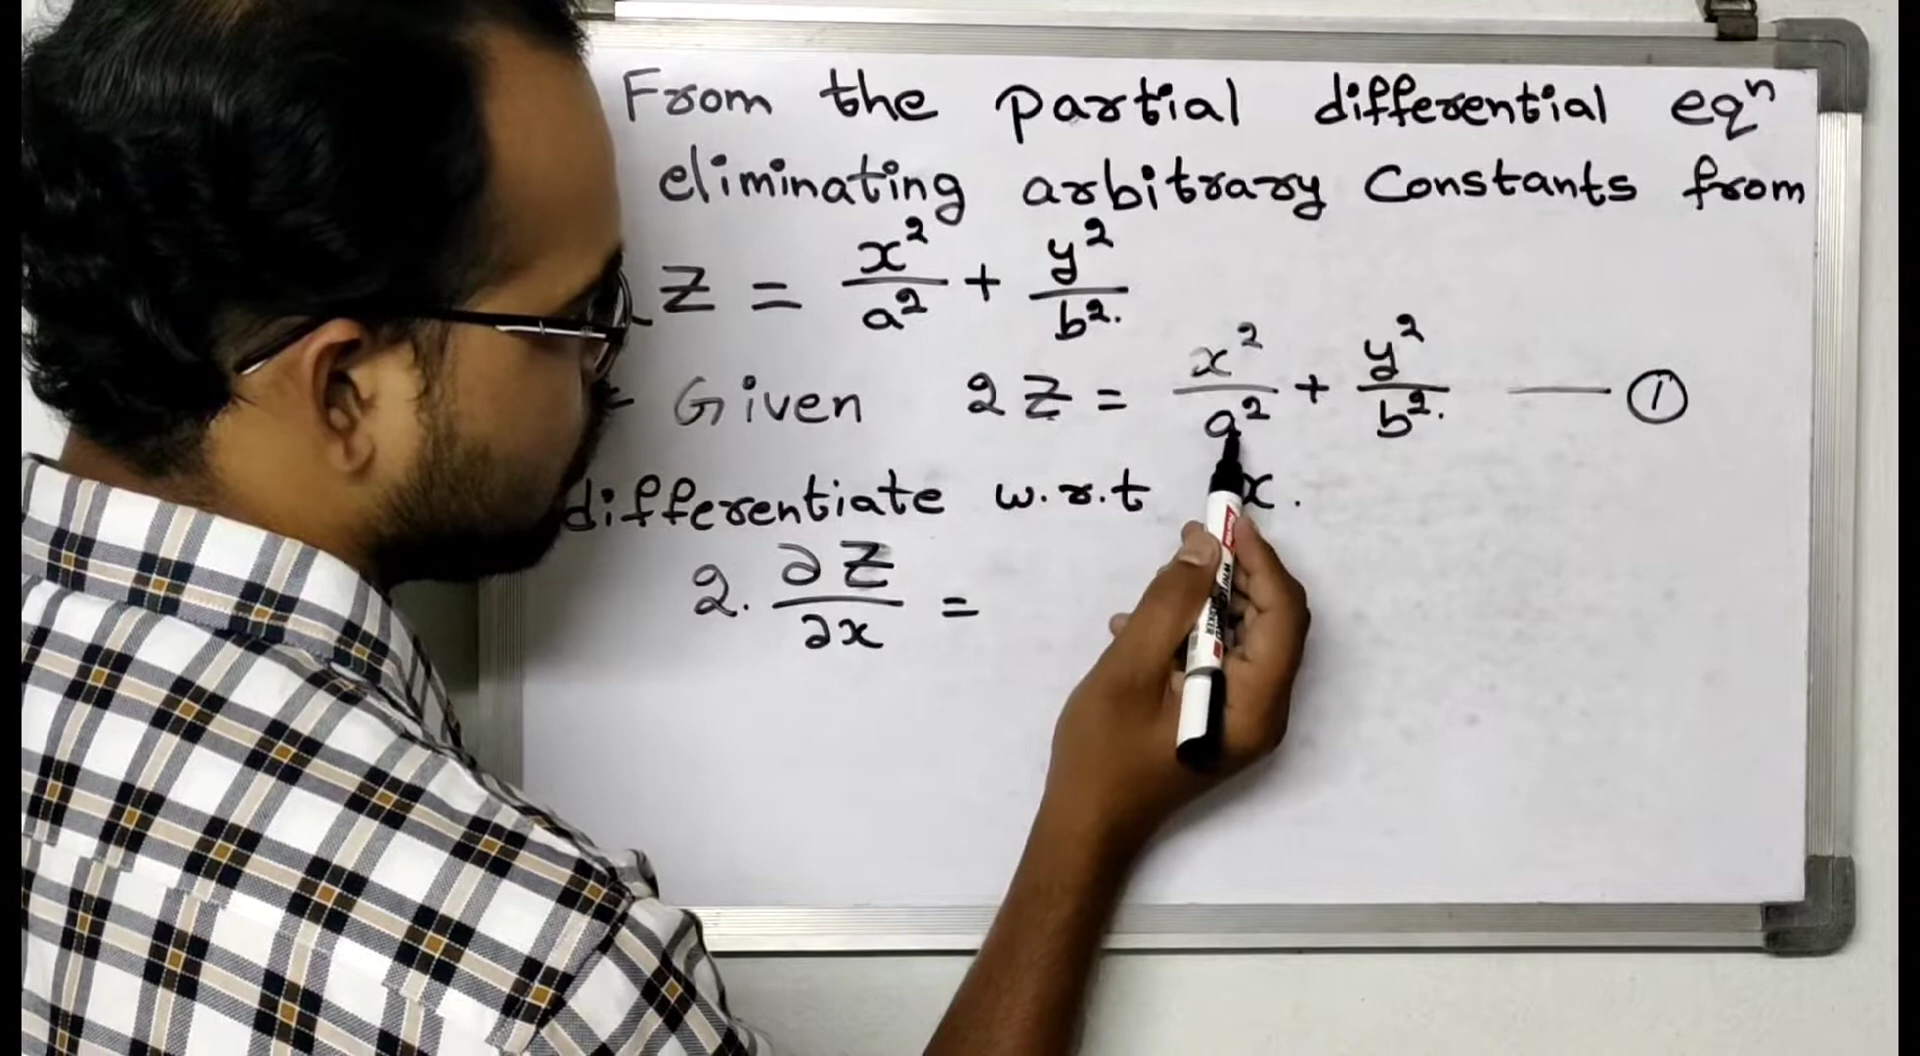 From the partial differential eqⁿ
eliminating arbitrary Constants from
Z = x²/a² + y²/b².
Given 2Z = x²/a² + y²/b². —— ①
differentiate w.r.t x.
2. ∂Z/∂x =